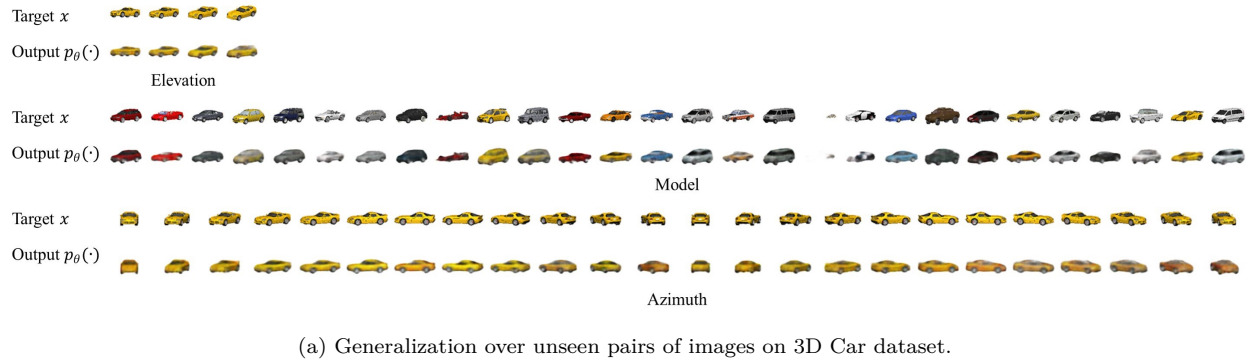 Target x
Output pθ(·)
Elevation
Target x
Output pθ(·)
Model
Target x
Output pθ(·)
Azimuth
(a) Generalization over unseen pairs of images on 3D Car dataset.